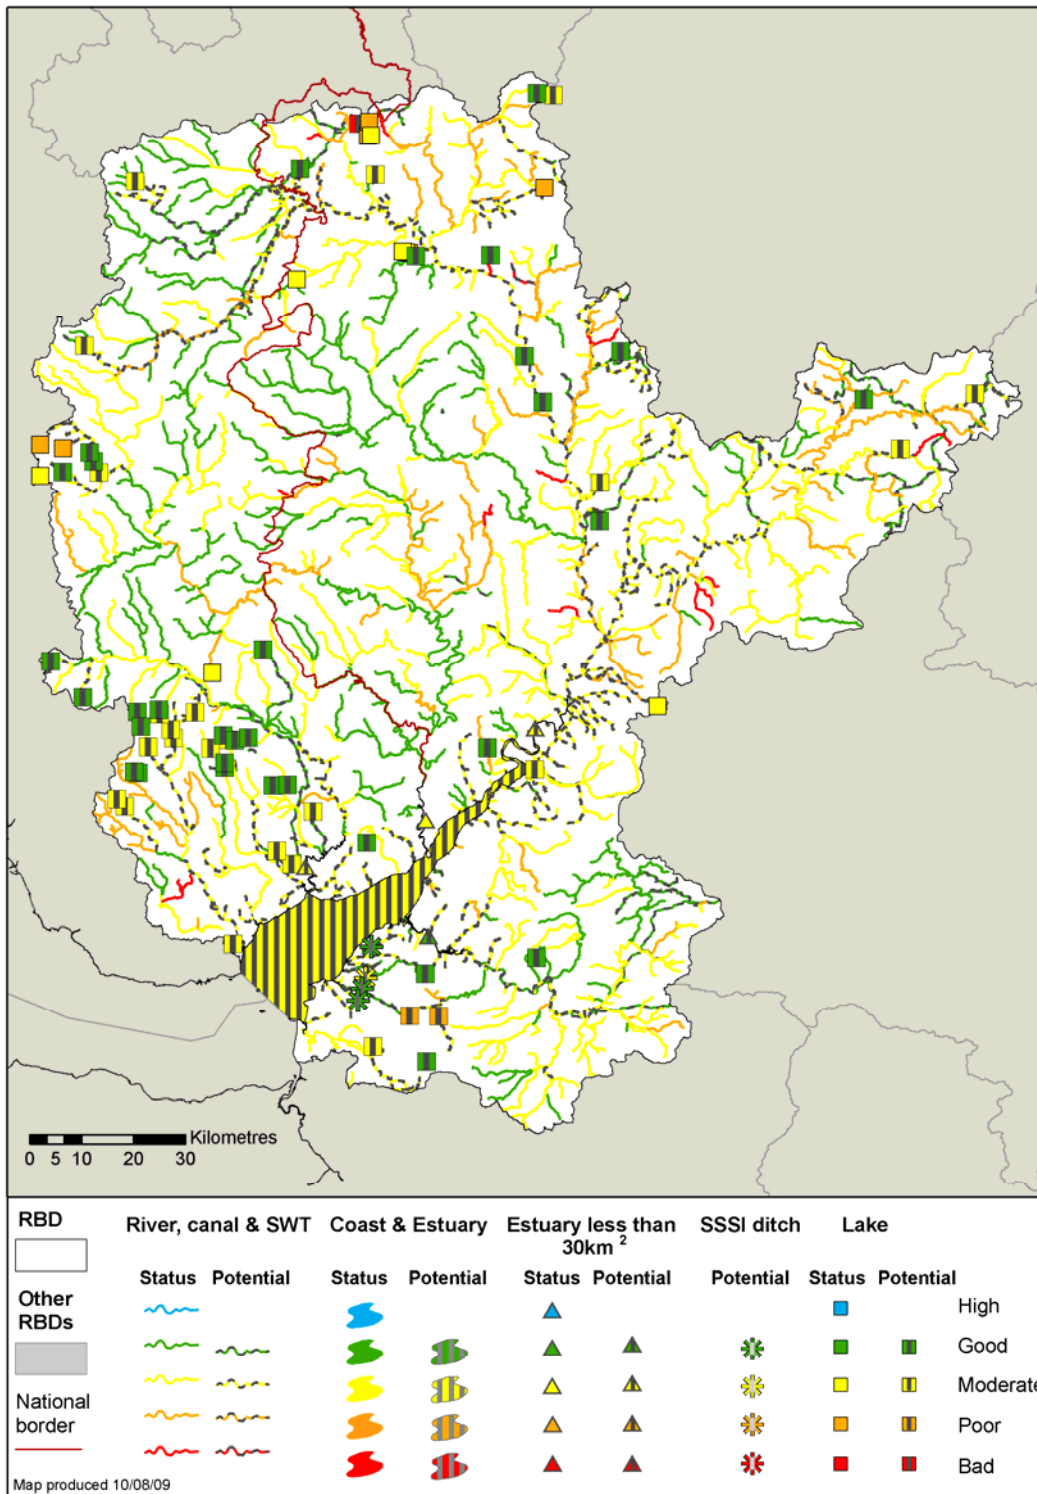 Kilometres
0 5 10 20 30
RBD
River, canal & SWT
Coast & Estuary
Estuary less than
30km 2
SSSI ditch
Lake
Status Potential
Status Potential
Status Potential
Potential
Status Potential
Other
RBDs
National
border
High
Good
Moderate
Poor
Bad
Map produced 10/08/09